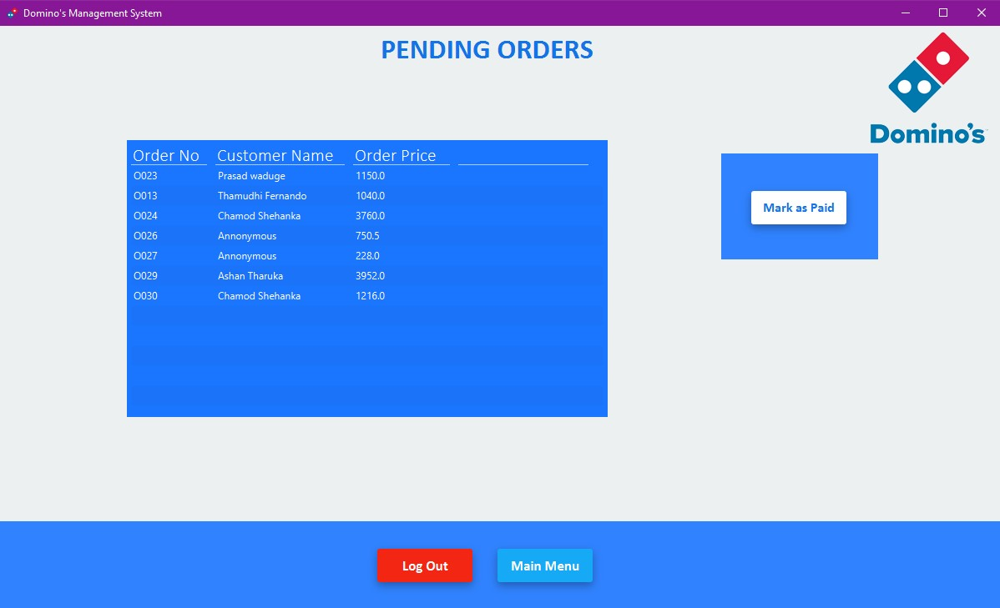 Domino's Management System
PENDING ORDERS
Domino's
Order No Customer Name Order Price
O023 Prasad waduge 1150.0
O013 Thamudhi Fernando 1040.0
O024 Chamod Shehanka 3760.0
O026 Annonymous 750.5
O027 Annonymous 228.0
O029 Ashan Tharuka 3952.0
O030 Chamod Shehanka 1216.0
Mark as Paid
Log Out Main Menu